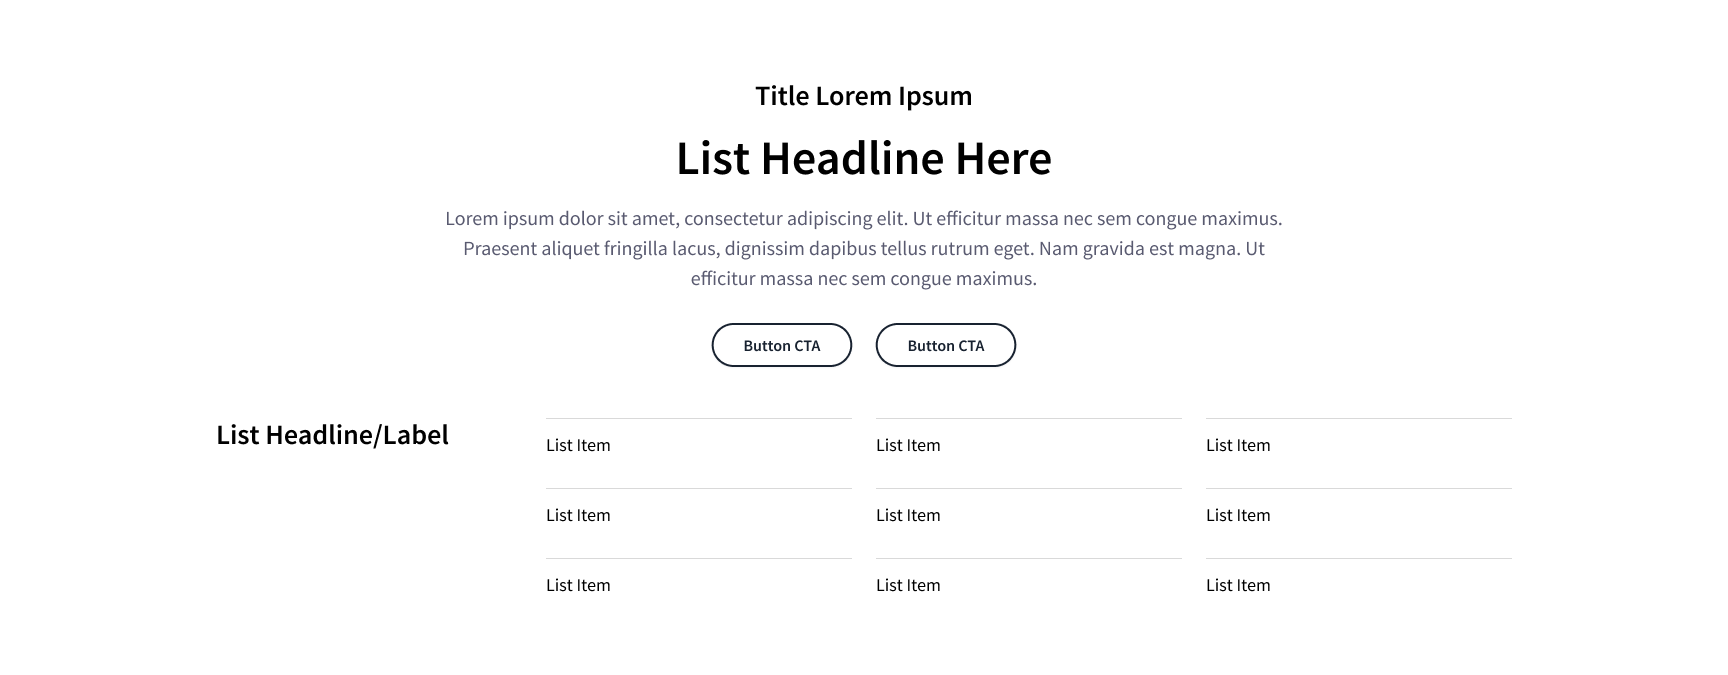 Title Lorem Ipsum
List Headline Here
Lorem ipsum dolor sit amet, consectetur adipiscing elit. Ut efficitur massa nec sem congue maximus.
Praesent aliquet fringilla lacus, dignissim dapibus tellus rutrum eget. Nam gravida est magna. Ut
efficitur massa nec sem congue maximus.
Button CTA Button CTA
List Headline/Label
List Item List Item List Item
List Item List Item List Item
List Item List Item List Item